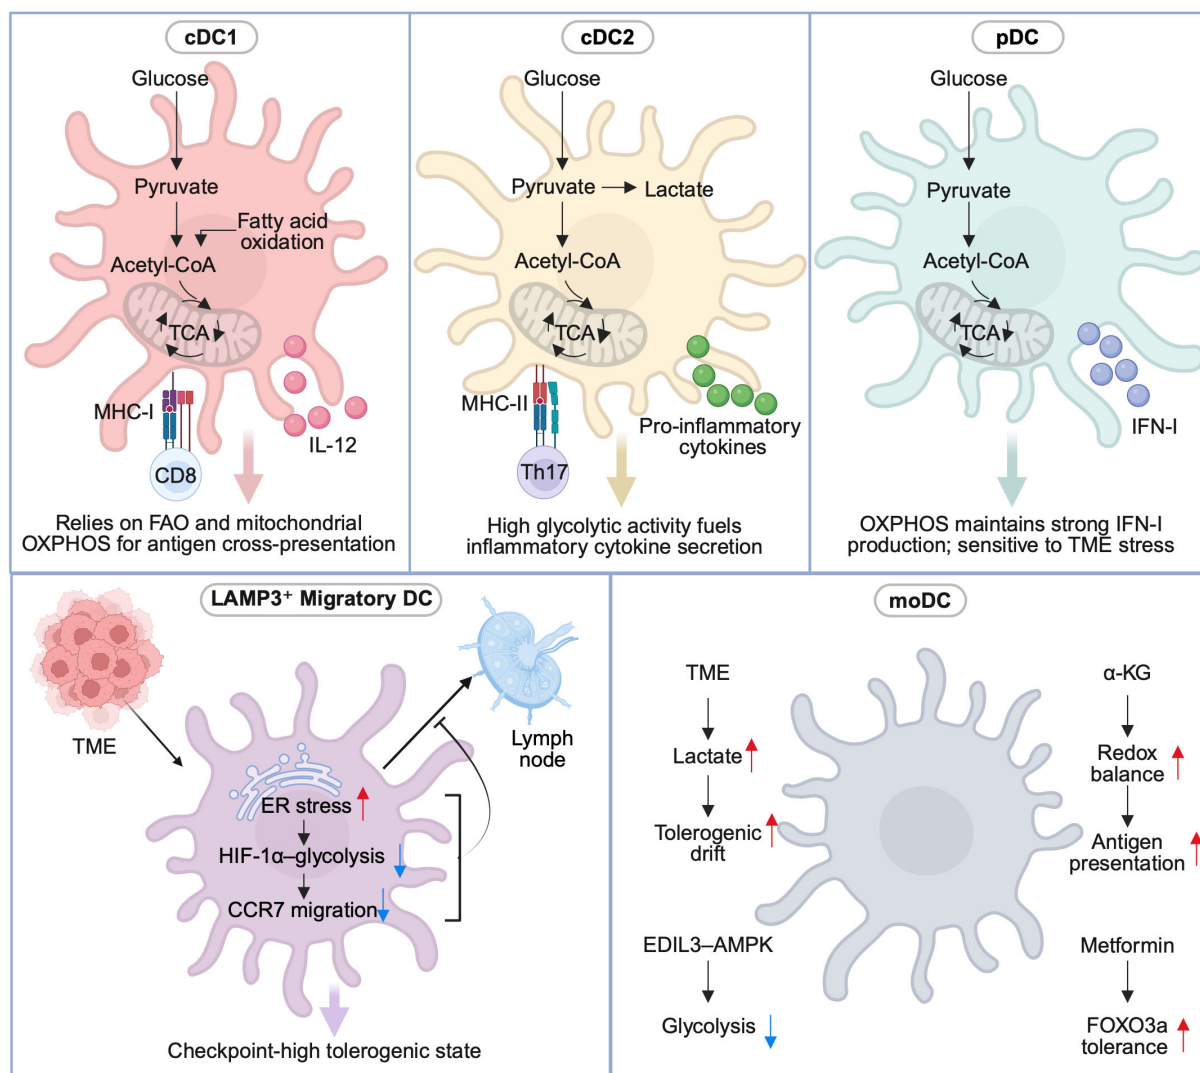 cDC1
Glucose
Pyruvate
Fatty acid
oxidation
Acetyl-CoA
TCA
MHC-I
IL-12
CD8
Relies on FAO and mitochondrial
OXPHOS for antigen cross-presentation
cDC2
Glucose
Pyruvate
Lactate
Acetyl-CoA
TCA
MHC-II
Pro-inflammatory
cytokines
Th17
High glycolytic activity fuels
inflammatory cytokine secretion
pDC
Glucose
Pyruvate
Acetyl-CoA
TCA
IFN-I
OXPHOS maintains strong IFN-I
production; sensitive to TME stress
LAMP3⁺ Migratory DC
TME
Lymph
node
ER stress
HIF-1α–glycolysis
CCR7 migration
Checkpoint-high tolerogenic state
moDC
TME
Lactate
Tolerogenic
drift
α-KG
Redox
balance
Antigen
presentation
EDIL3–AMPK
Glycolysis
Metformin
FOXO3a
tolerance